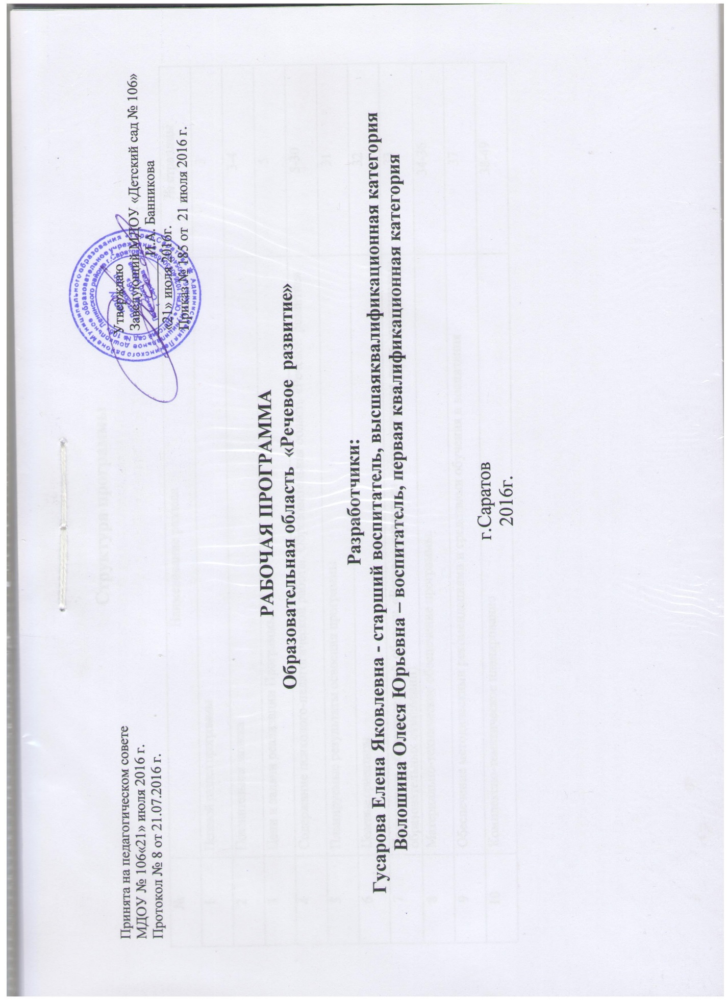 Принята на педагогическом совете
МДОУ № 106«21» июля 2016 г.
Протокол № 8 от 21.07.2016 г.
Утверждаю
Заведующий МДОУ «Детский сад № 106»
И.А. Банникова
«21» июля 2016г.
Приказ № 185 от 21 июля 2016 г.
РАБОЧАЯ ПРОГРАММА
Образовательная область «Речевое развитие»
Разработчики:
Гусарова Елена Яковлевна - старший воспитатель, высшаяквалификационная категория
Волошина Олеся Юрьевна – воспитатель, первая квалификационная категория
г.Саратов
2016г.